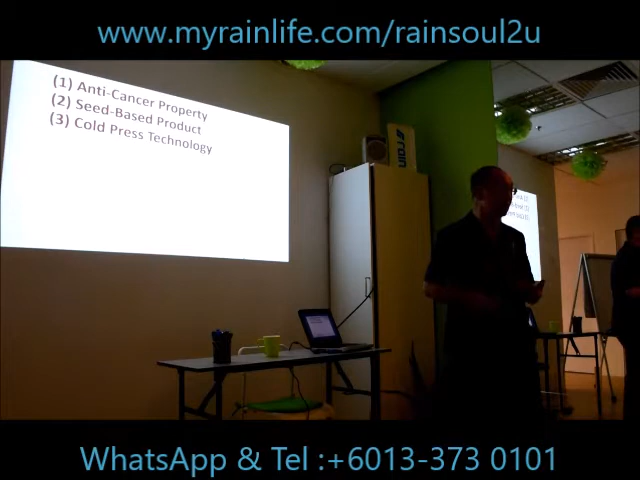 www.myrainlife.com/rainsoul2u
(1) Anti-Cancer Property
(2) Seed-Based Product
(3) Cold Press Technology
rain
WhatsApp & Tel :+6013-373 0101